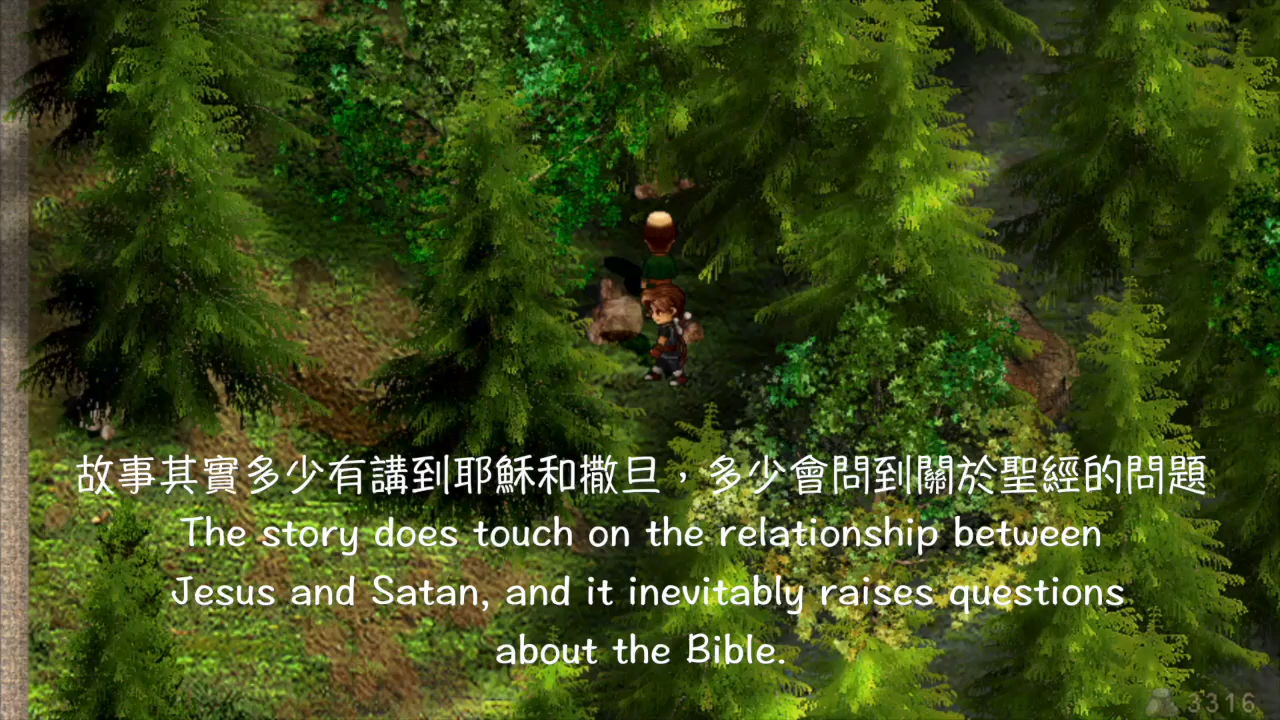 故事其實多少有講到耶穌和撒旦，多少會問到關於聖經的問題
The story does touch on the relationship between
Jesus and Satan, and it inevitably raises questions
about the Bible.
3316